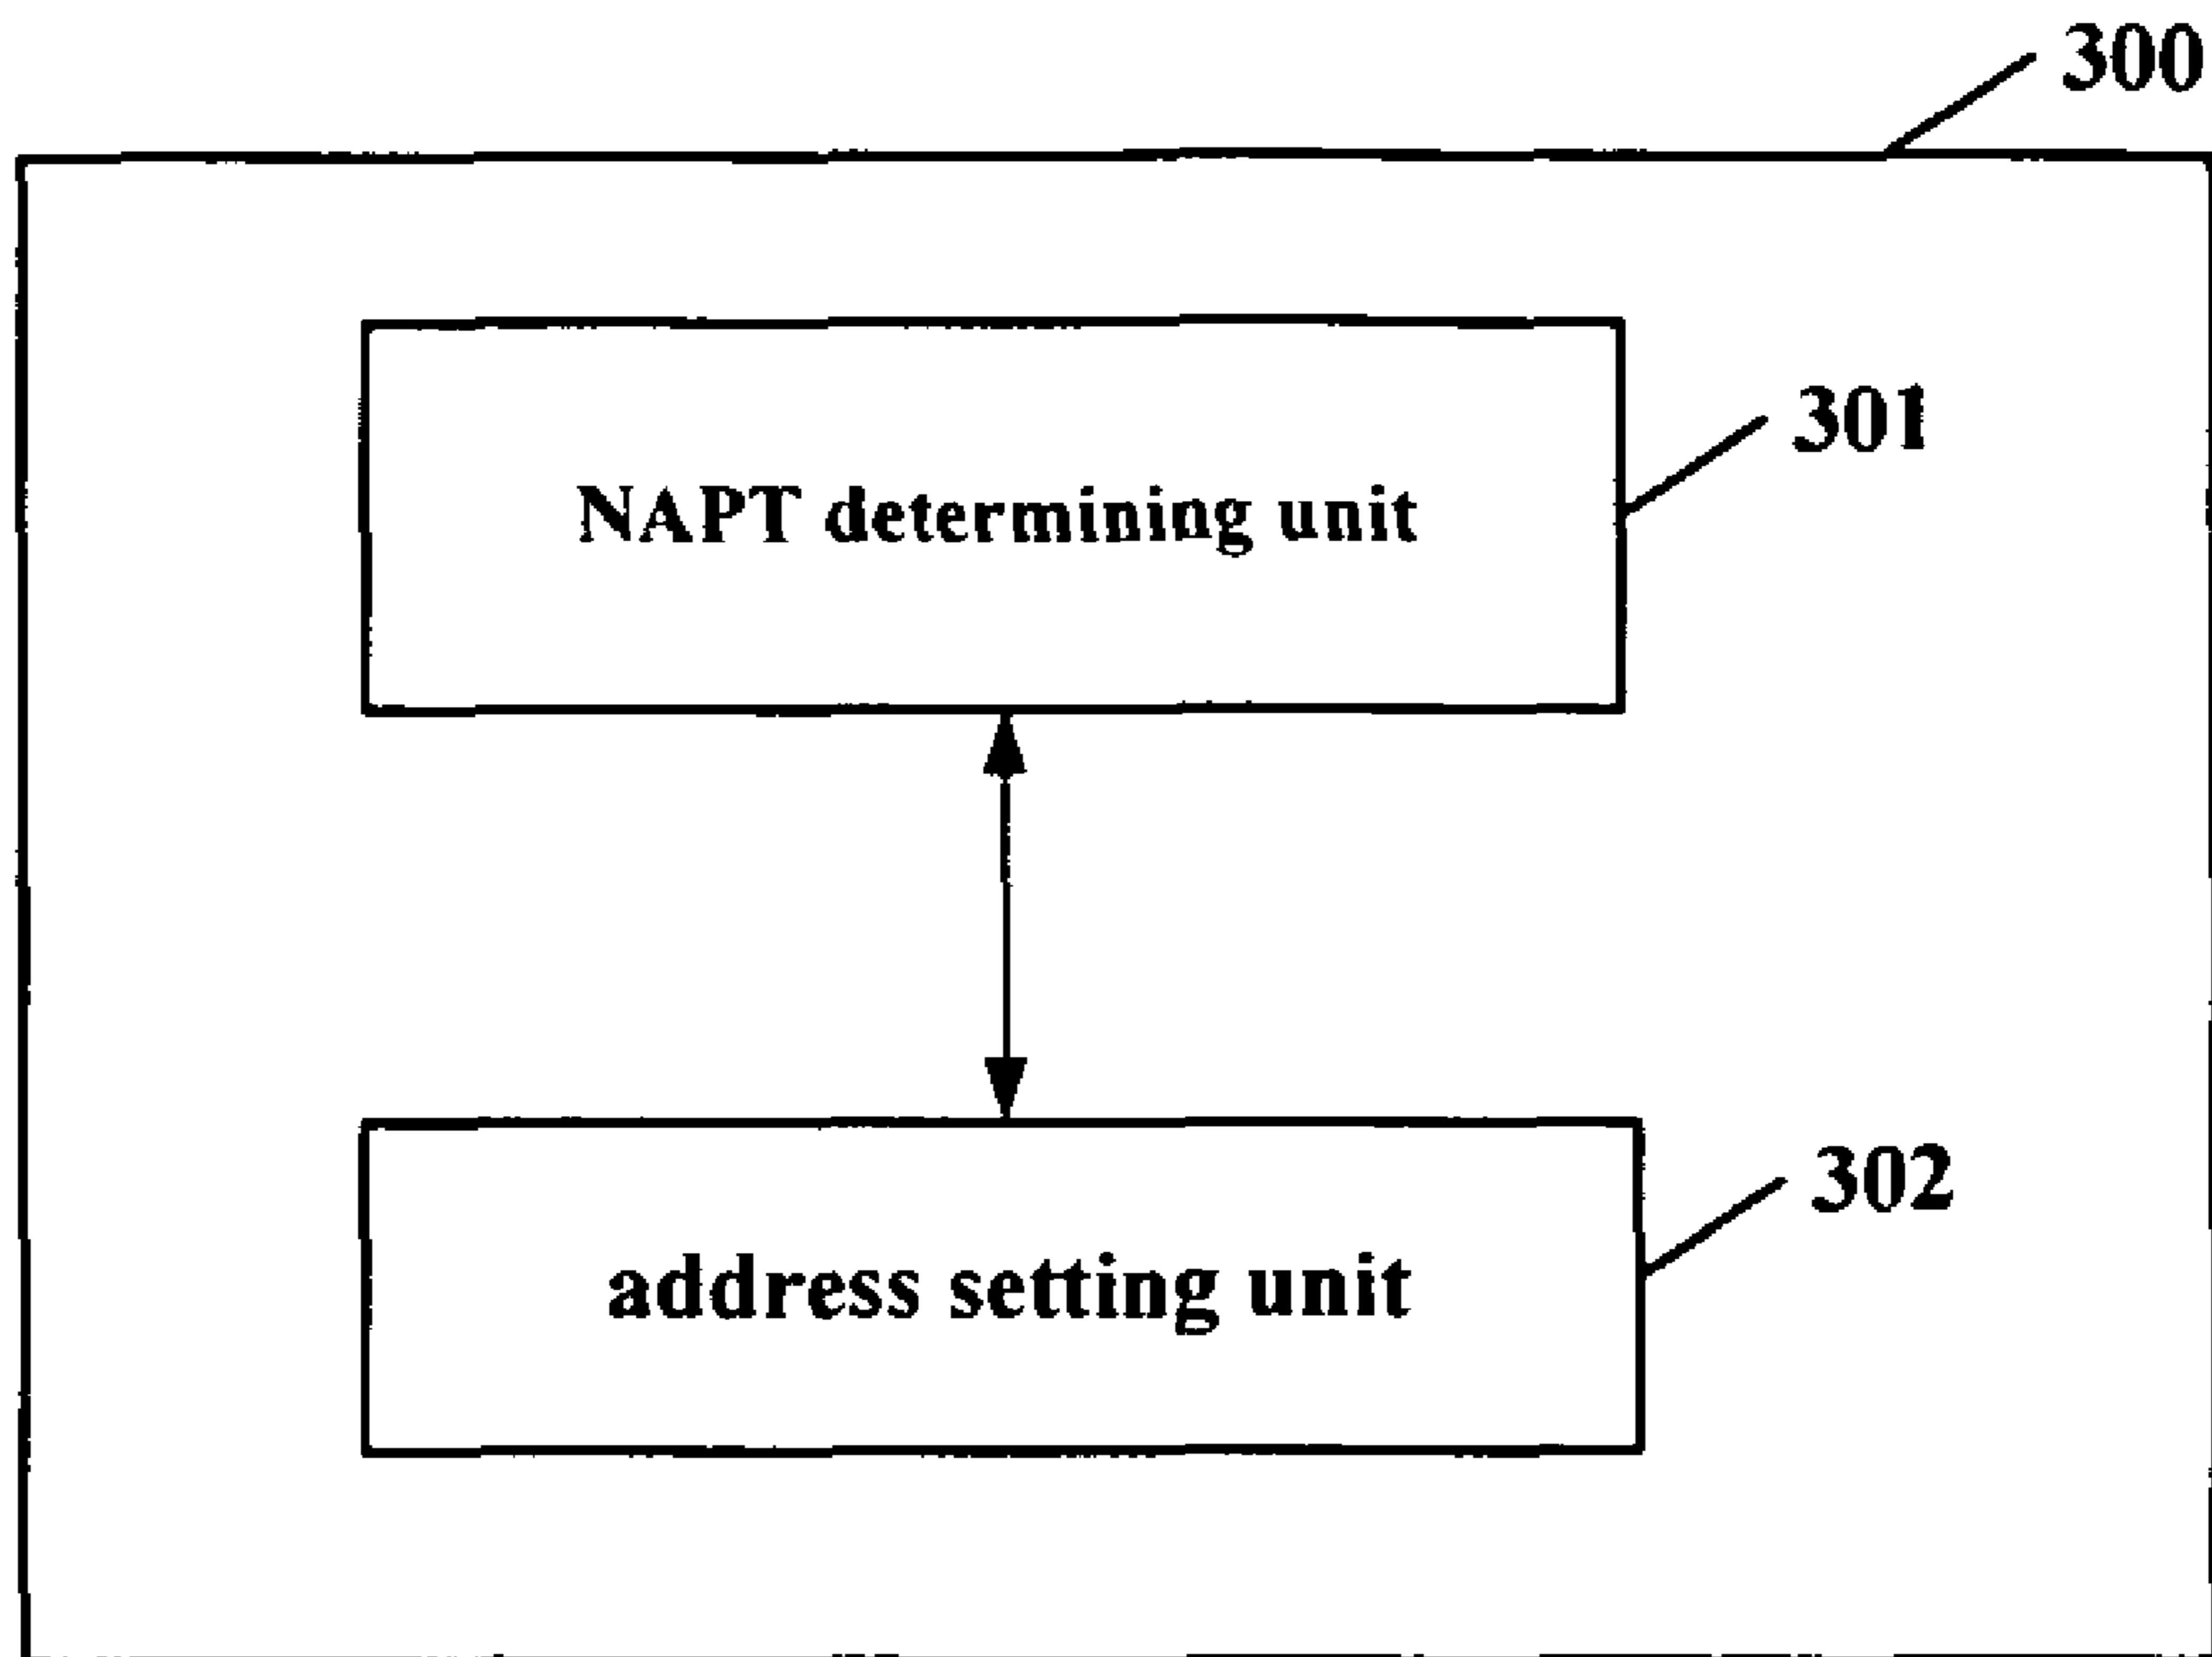 300
301
NAPT determining unit
302
address setting unit